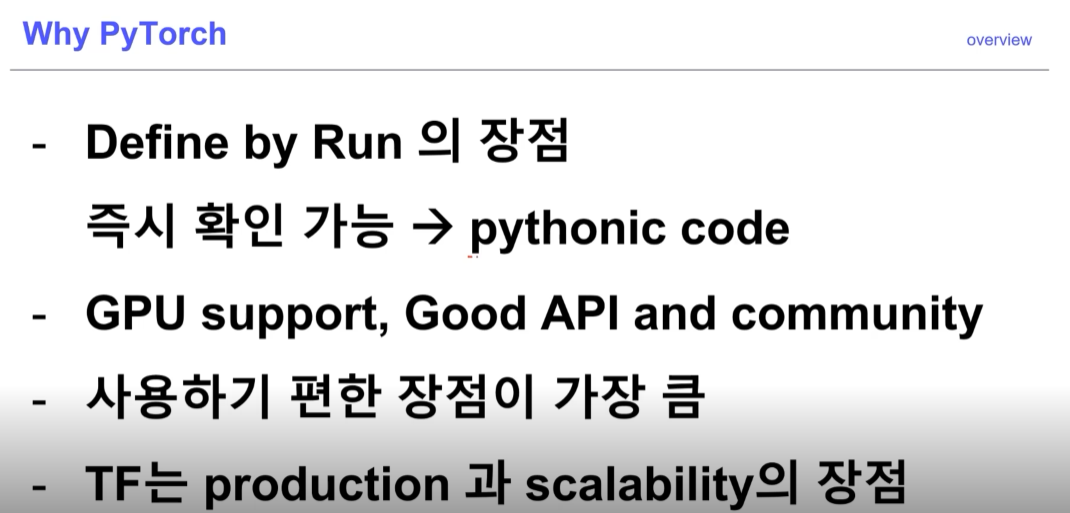 Why PyTorch
overview
- Define by Run 의 장점
즉시 확인 가능 → pythonic code
- GPU support, Good API and community
- 사용하기 편한 장점이 가장 큼
- TF는 production 과 scalability의 장점